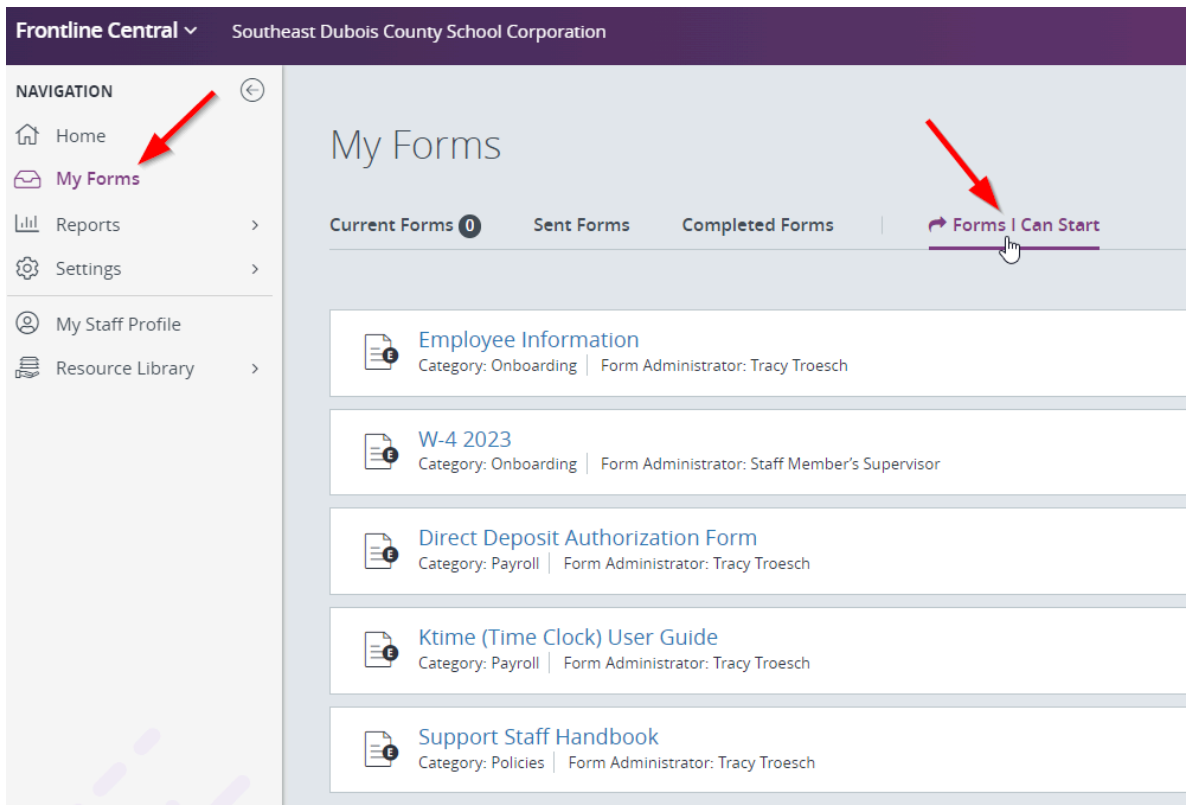 Frontline Central Southeast Dubois County School Corporation
NAVIGATION
Home
My Forms
Reports
Settings
My Staff Profile
Resource Library
My Forms
Current Forms 0 Sent Forms Completed Forms Forms I Can Start
E Employee Information
Category: Onboarding Form Administrator: Tracy Troesch
E W-4 2023
Category: Onboarding Form Administrator: Staff Member's Supervisor
E Direct Deposit Authorization Form
Category: Payroll Form Administrator: Tracy Troesch
E Ktime (Time Clock) User Guide
Category: Payroll Form Administrator: Tracy Troesch
E Support Staff Handbook
Category: Policies Form Administrator: Tracy Troesch